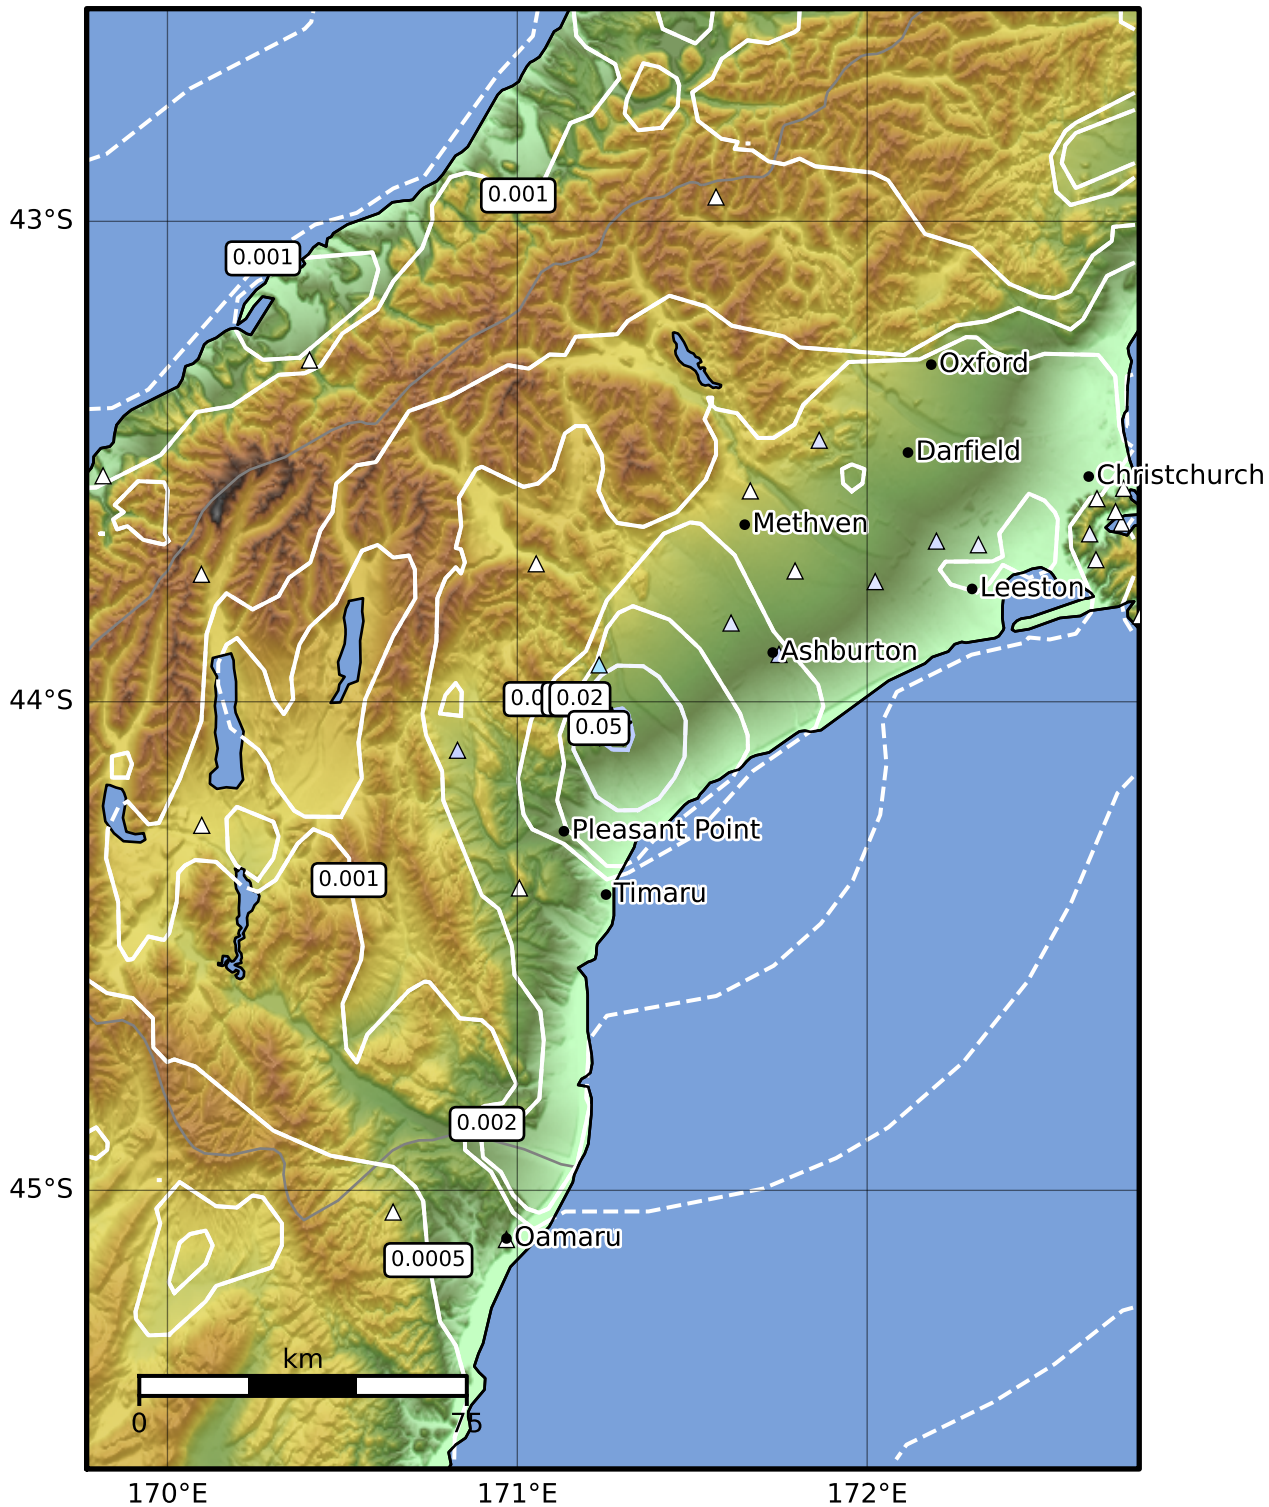 0.001
43°S
0.001
Oxford
Darfield
Christchurch
Methven
Leeston
Ashburton
44°S
0.02
0.05
Pleasant Point
0.001
Timaru
0.002
45°S
Oamaru
0.0005
km
0
75
170°E
171°E
172°E